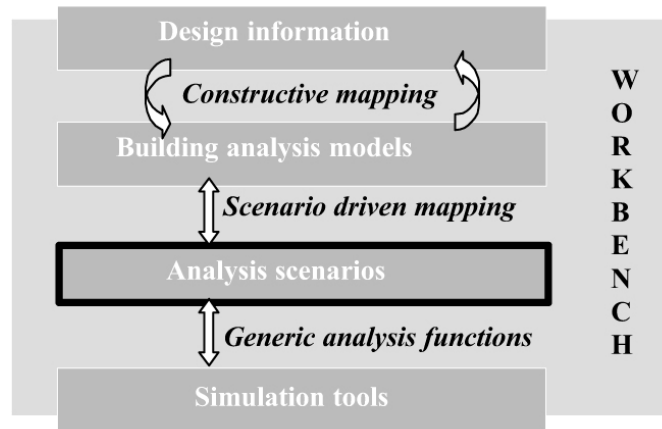 Design information
Constructive mapping
Building analysis models
Scenario driven mapping
Analysis scenarios
Generic analysis functions
Simulation tools
W
O
R
K
B
E
N
C
H